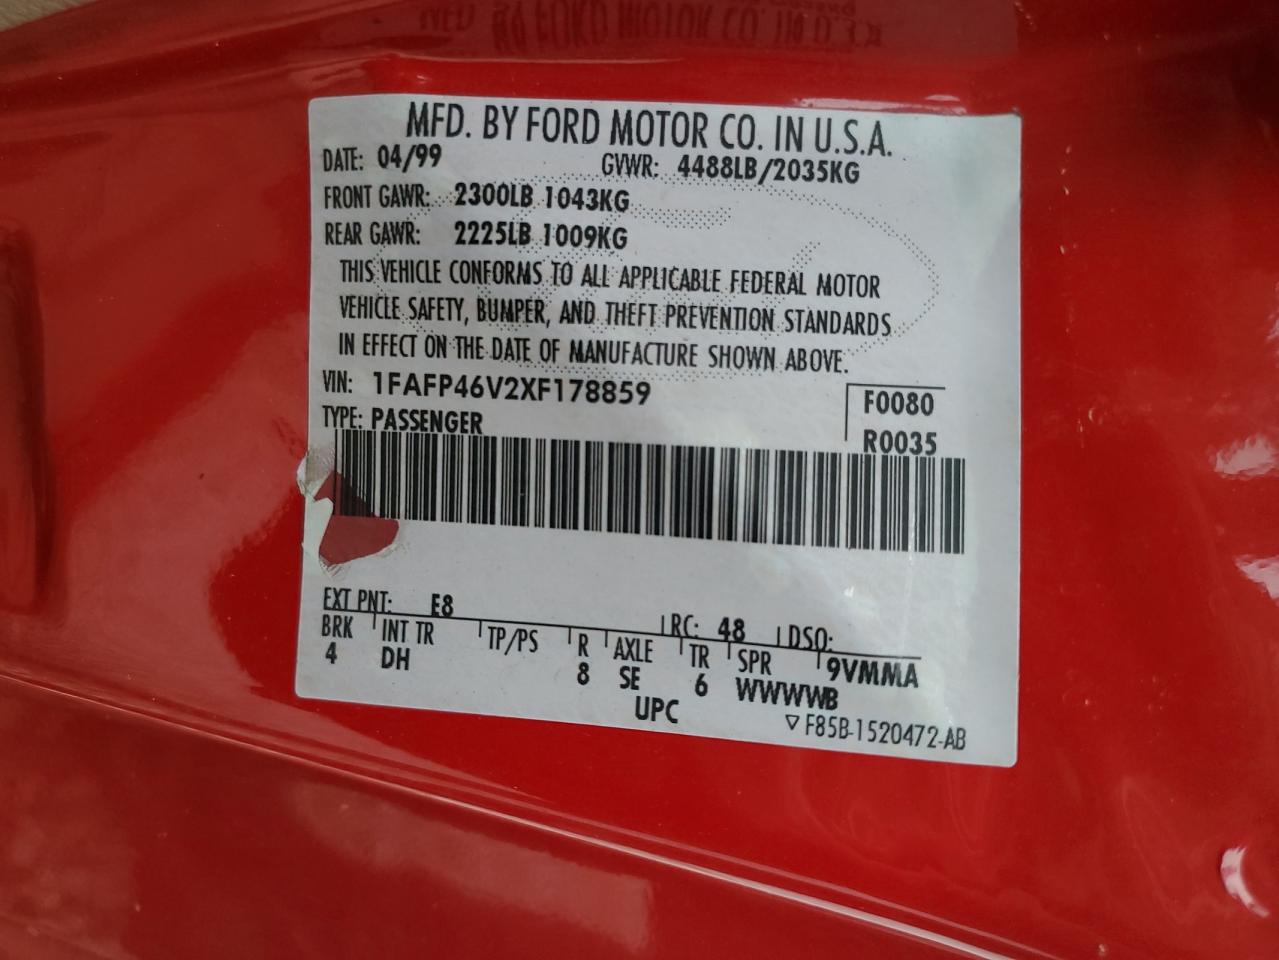 MFD. BY FORD MOTOR CO. IN U.S.A.
DATE: 04/99 GVWR: 4488LB/2035KG
FRONT GAWR: 2300LB 1043KG
REAR GAWR: 2225LB 1009KG
THIS VEHICLE CONFORMS TO ALL APPLICABLE FEDERAL MOTOR
VEHICLE SAFETY, BUMPER, AND THEFT PREVENTION STANDARDS
IN EFFECT ON THE DATE OF MANUFACTURE SHOWN ABOVE.
VIN: 1FAFP46V2XF178859 F0080
TYPE: PASSENGER R0035
EXT PNT: E8 RC: 48 DSO:
BRK INT TR TP/PS R AXLE TR SPR 9VMMA
4 DH 8 SE 6 WWWWB
UPC ▽ F85B-1520472-AB